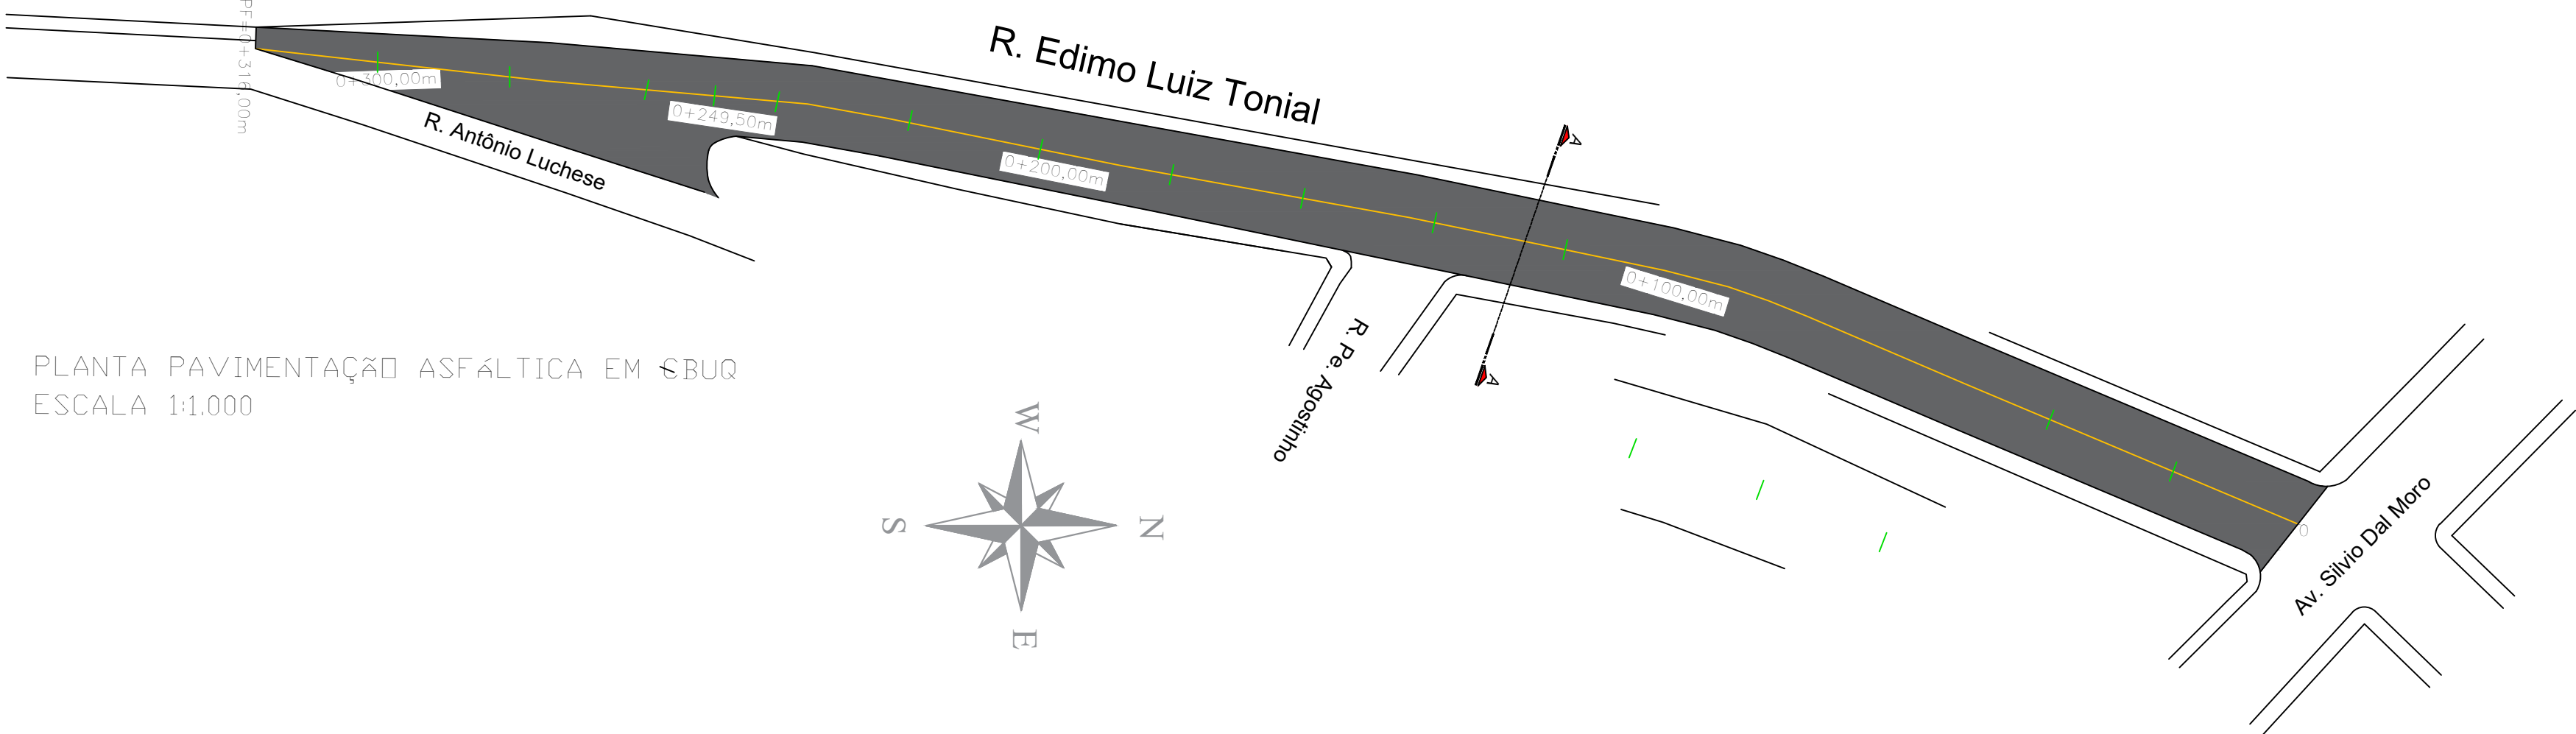 PF=0+316,00m
0+300,00m
R. Antônio Luchese
0+249,50m
R. Edimo Luiz Tonial
0+200,00m
A
A
0+100,00m
R. Pe. Agostinho
0
Av. Silvio Dal Moro
PLANTA PAVIMENTAÇÃ□ ASFÁLTICA EM CBUQ
ESCALA 1:1.000
W
S
N
E